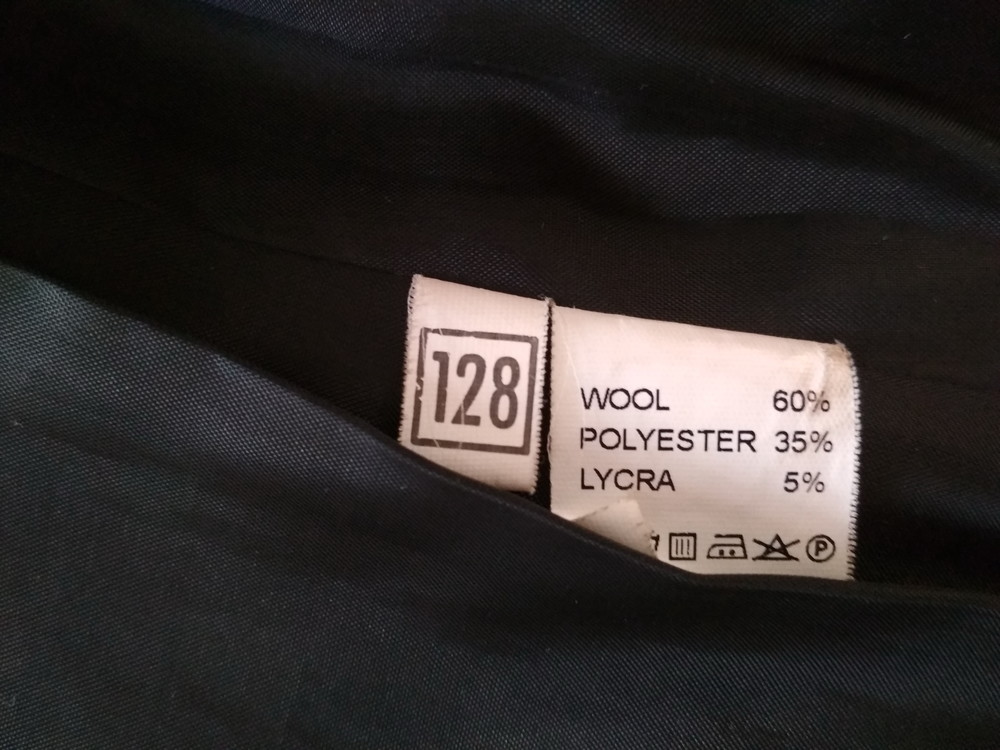 128
WOOL 60%
POLYESTER 35%
LYCRA 5%
P